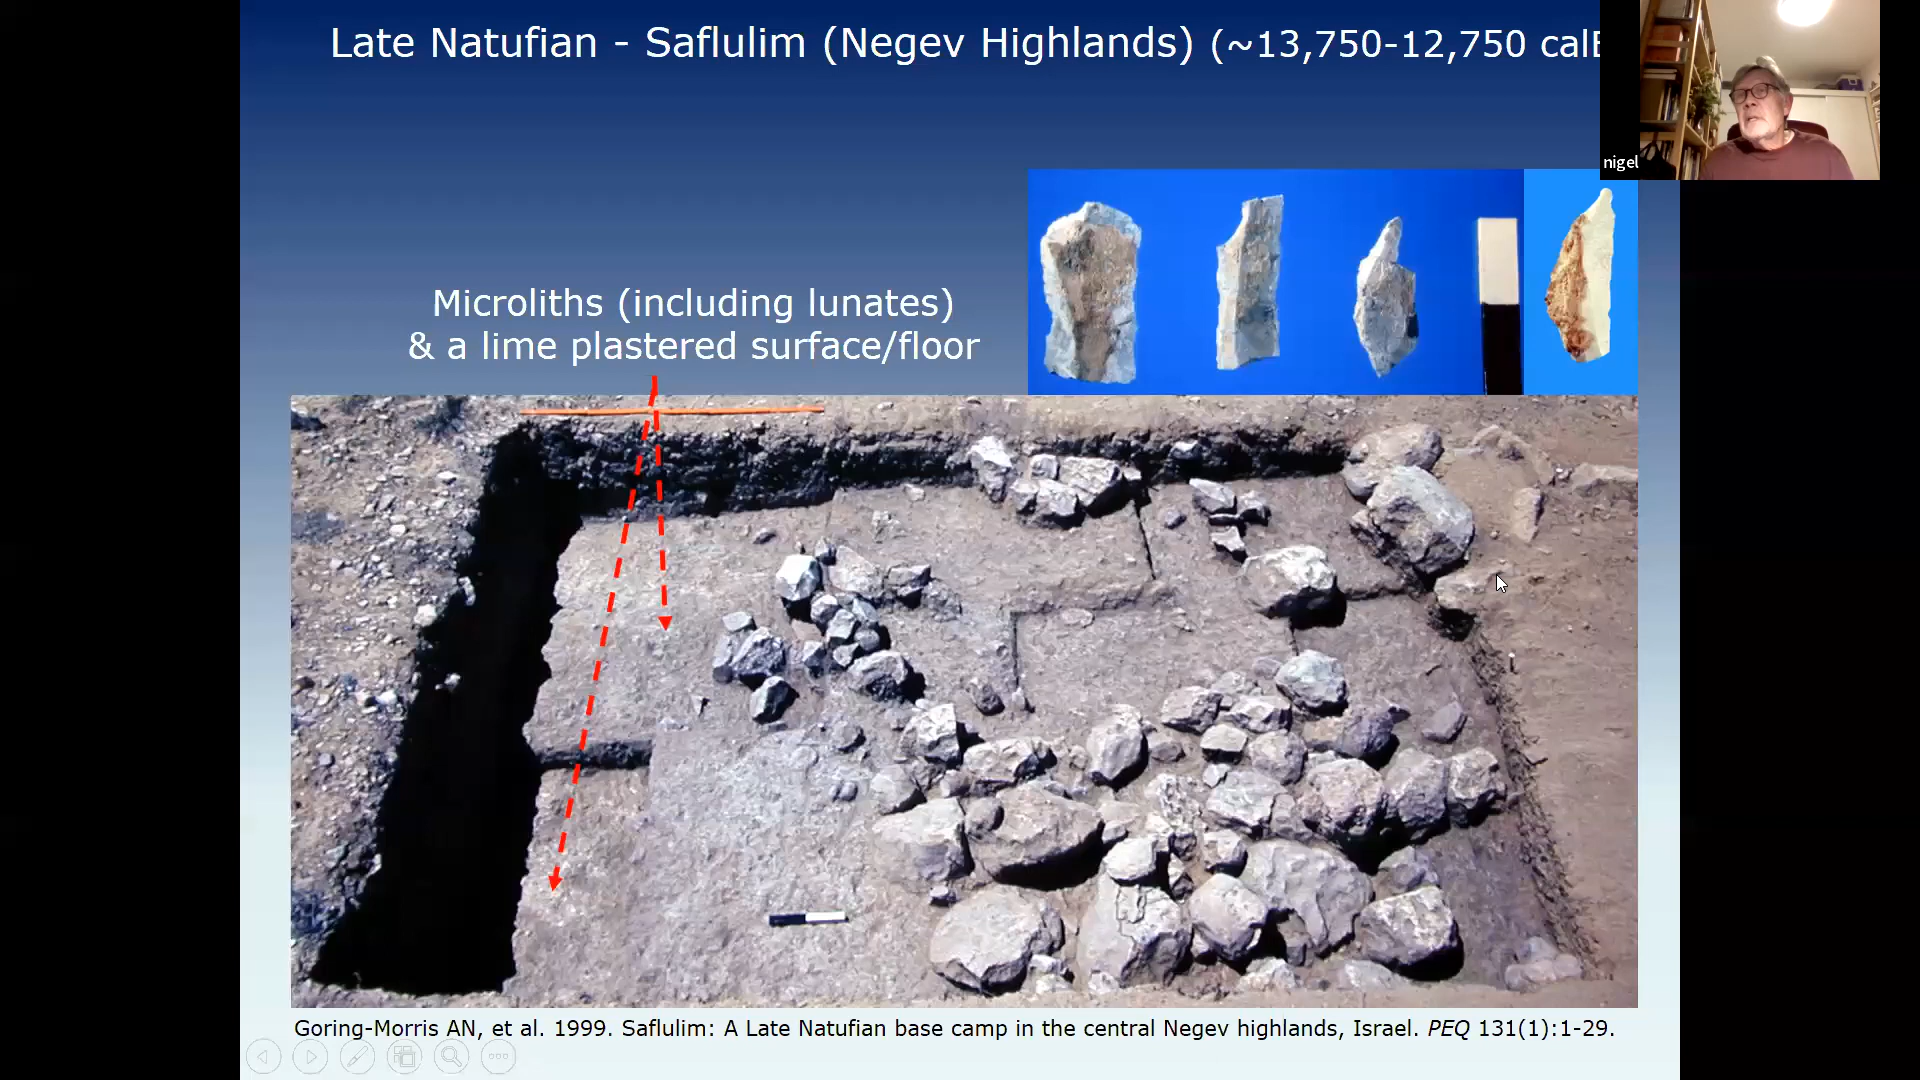 Late Natufian - Saflulim (Negev Highlands) (~13,750-12,750 calB
nigel
Microliths (including lunates)
& a lime plastered surface/floor
Goring-Morris AN, et al. 1999. Saflulim: A Late Natufian base camp in the central Negev highlands, Israel. PEQ 131(1):1-29.